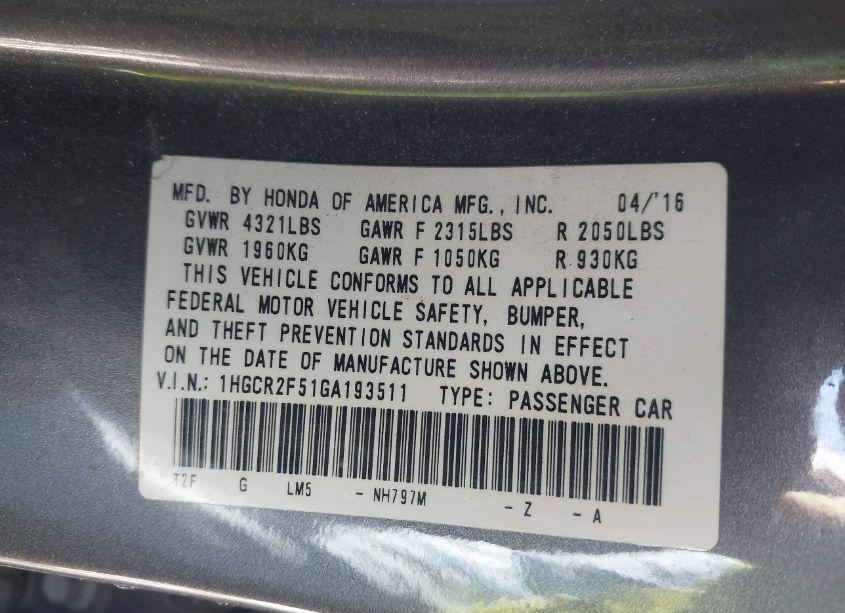 MFD. BY HONDA OF AMERICA MFG., INC. 04/'16
GVWR 4321LBS GAWR F 2315LBS R 2050LBS
GVWR 1960KG GAWR F 1050KG R 930KG
THIS VEHICLE CONFORMS TO ALL APPLICABLE
FEDERAL MOTOR VEHICLE SAFETY, BUMPER,
AND THEFT PREVENTION STANDARDS IN EFFECT
ON THE DATE OF MANUFACTURE SHOWN ABOVE.
V.I.N.: 1HGCR2F51GA193511 TYPE: PASSENGER CAR
T2F G LM5 - NH797M - Z - A